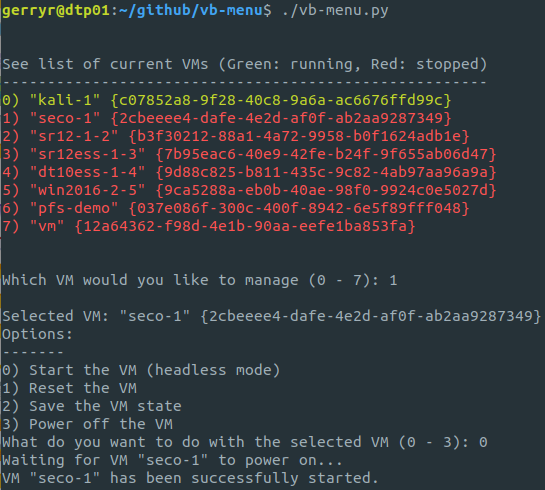 gerryr@dtp01:~/github/vb-menu$ ./vb-menu.py
See list of current VMs (Green: running, Red: stopped)
------------------------------------------------------
0) "kali-1" {c07852a8-9f28-40c8-9a6a-ac6676ffd99c}
1) "seco-1" {2cbeeee4-dafe-4e2d-af0f-ab2aa9287349}
2) "sr12-1-2" {b3f30212-88a1-4a72-9958-b0f1624adb1e}
3) "sr12ess-1-3" {7b95eac6-40e9-42fe-b24f-9f655ab06d47}
4) "dt10ess-1-4" {9d88c825-b811-435c-9c82-4ab97aa96a9a}
5) "win2016-2-5" {9ca5288a-eb0b-40ae-98f0-9924c0e5027d}
6) "pfs-demo" {037e086f-300c-400f-8942-6e5f89fff048}
7) "vm" {12a64362-f98d-4e1b-90aa-eefe1ba853fa}
Which VM would you like to manage (0 - 7): 1
Selected VM: "seco-1" {2cbeeee4-dafe-4e2d-af0f-ab2aa9287349}
Options:
-------
0) Start the VM (headless mode)
1) Reset the VM
2) Save the VM state
3) Power off the VM
What do you want to do with the selected VM (0 - 3): 0
Waiting for VM "seco-1" to power on...
VM "seco-1" has been successfully started.